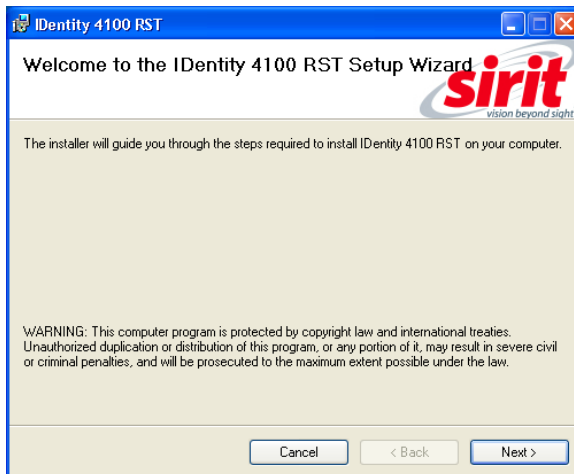 IDentity 4100 RST
Welcome to the IDentity 4100 RST Setup Wizard
sirit
vision beyond sight
The installer will guide you through the steps required to install IDentity 4100 RST on your computer.
WARNING: This computer program is protected by copyright law and international treaties.
Unauthorized duplication or distribution of this program, or any portion of it, may result in severe civil
or criminal penalties, and will be prosecuted to the maximum extent possible under the law.
Cancel
< Back
Next >